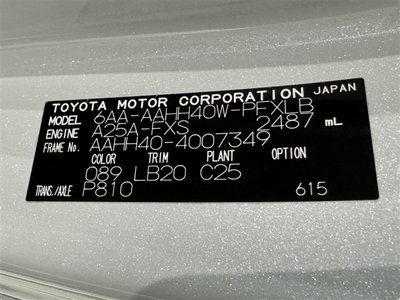 TOYOTA MOTOR CORPORATION JAPAN
MODEL 6AA-AAHH40W-PFXLB
ENGINE A25A-FXS 2487 mL
FRAME No. AAHH40-4007349
COLOR TRIM PLANT OPTION
089 LB20 C25
TRANS./AXLE P810 615